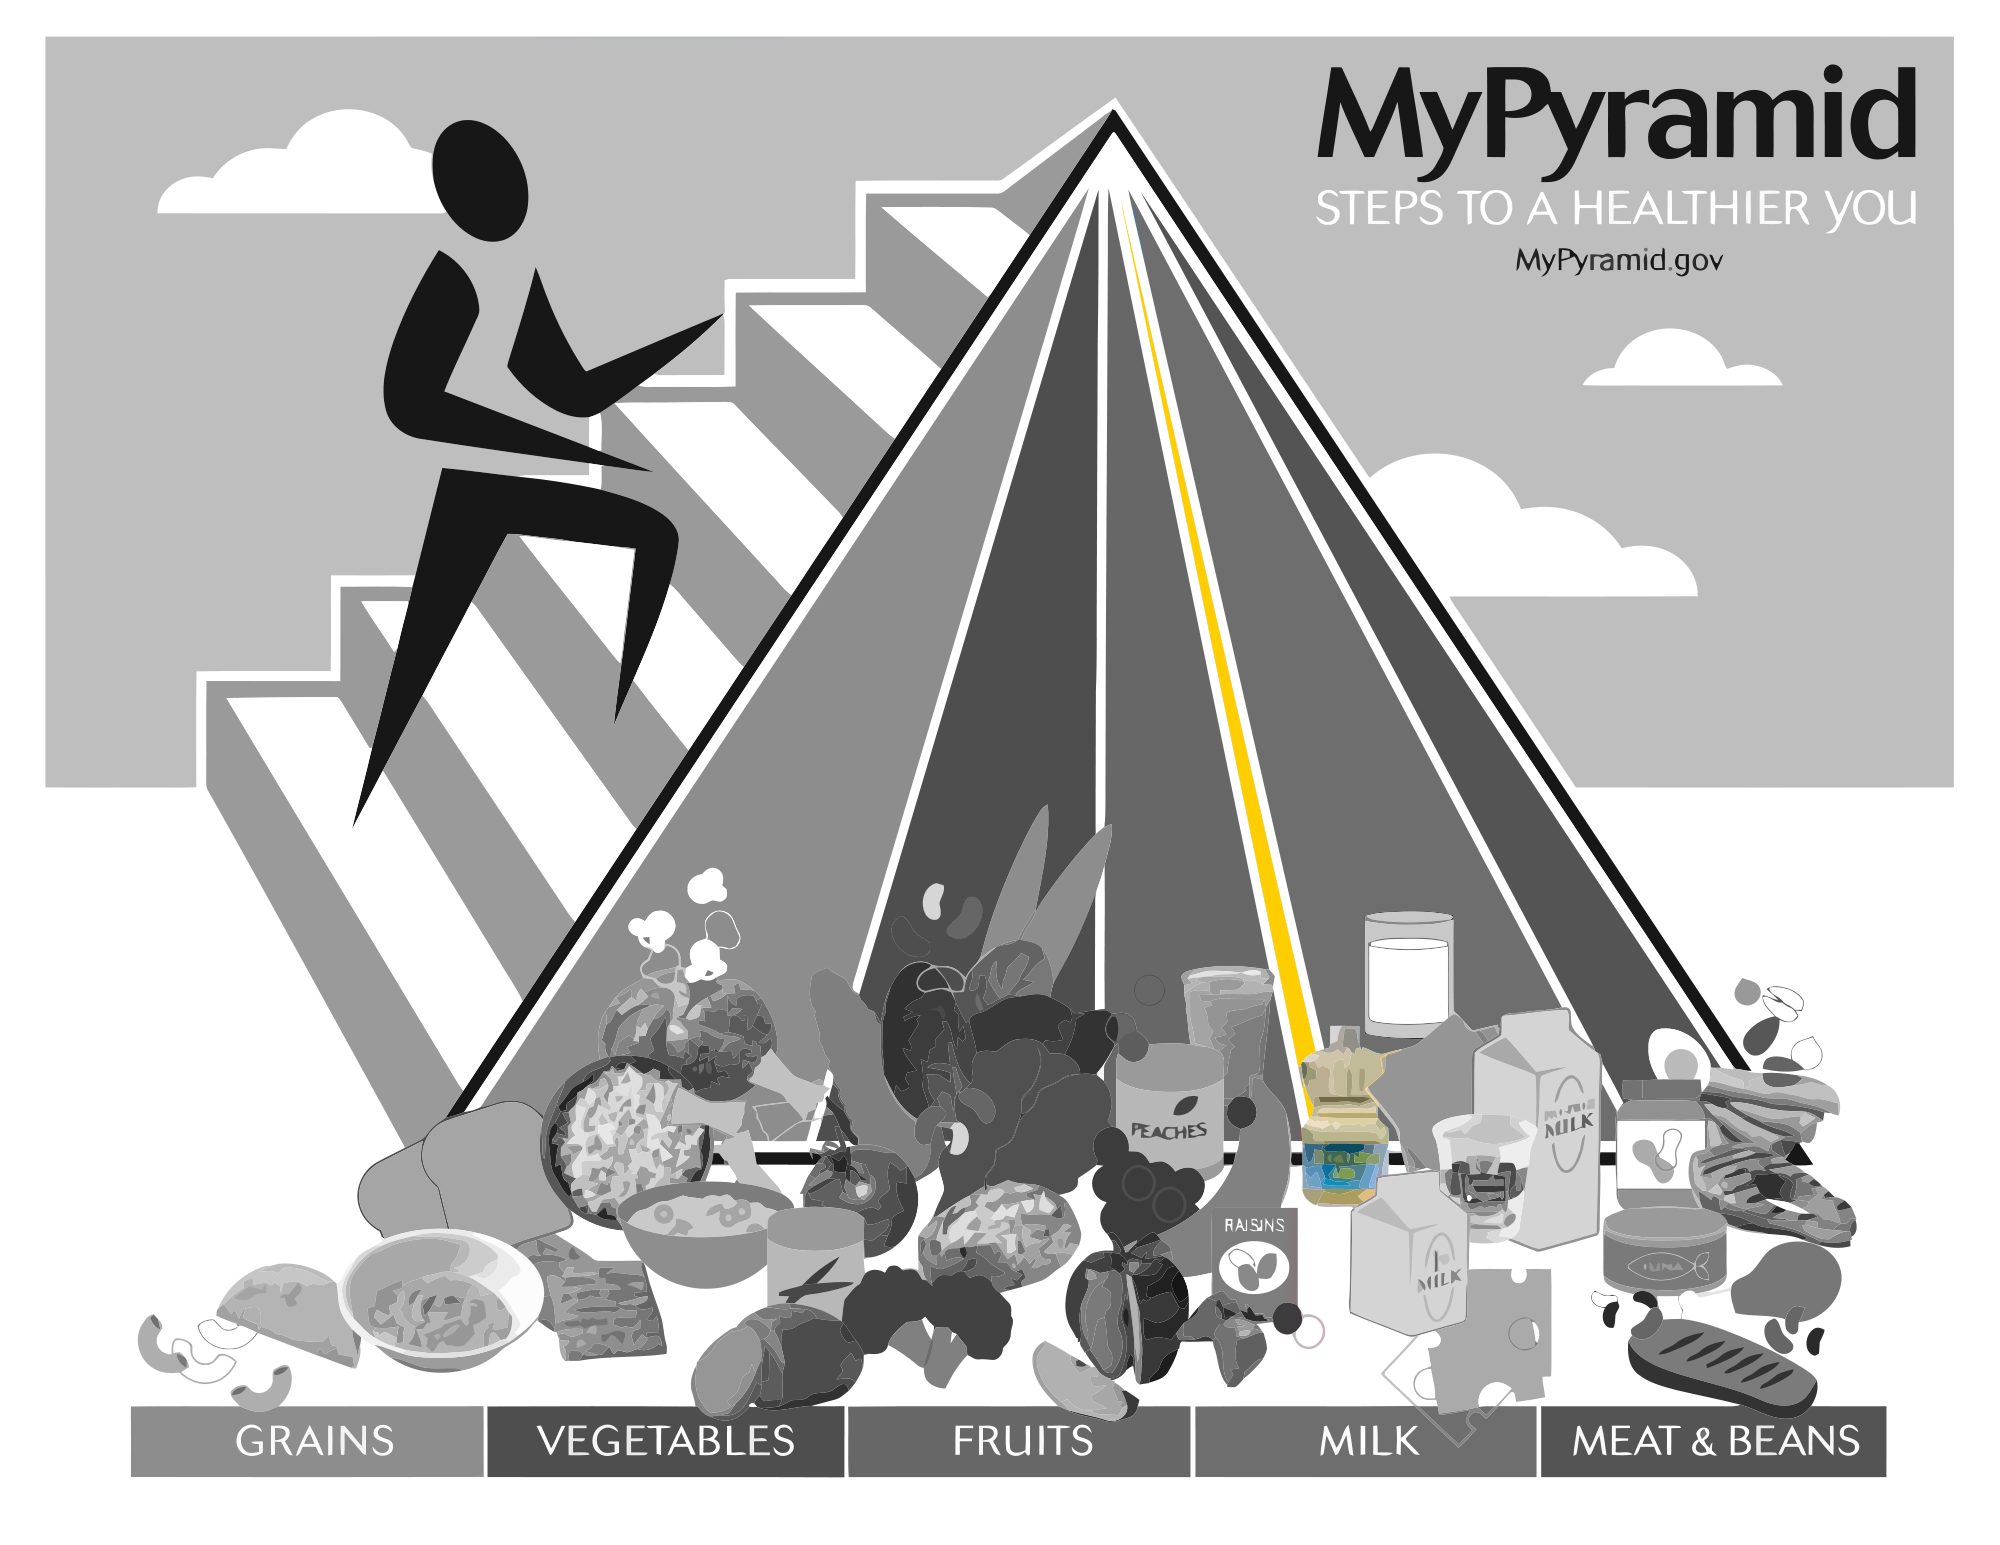 MyPyramid
STEPS TO A HEALTHIER YOU
MyPyramid.gov
PEACHES
MILK
RAISINS
MILK
TUNA
GRAINS
VEGETABLES
FRUITS
MILK
MEAT & BEANS